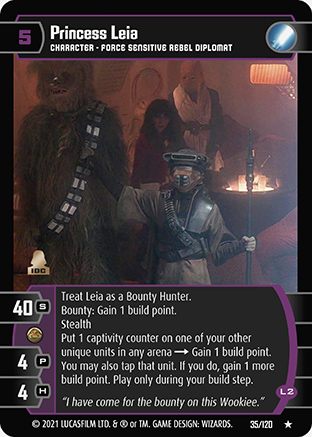 5
Princess Leia
CHARACTER - FORCE SENSITIVE REBEL DIPLOMAT
IDC
40 S
4 P
4 H
Treat Leia as a Bounty Hunter.
Bounty: Gain 1 build point.
Stealth
Put 1 captivity counter on one of your other
unique units in any arena → Gain 1 build point.
You may also tap that unit. If you do, gain 1
more build point. Play only during your build step.
"I have come for the bounty on this Wookiee."
L2
© 2021 LUCASFILM LTD. & ® or TM. GAME DESIGN: WIZARDS.
35/120 ★